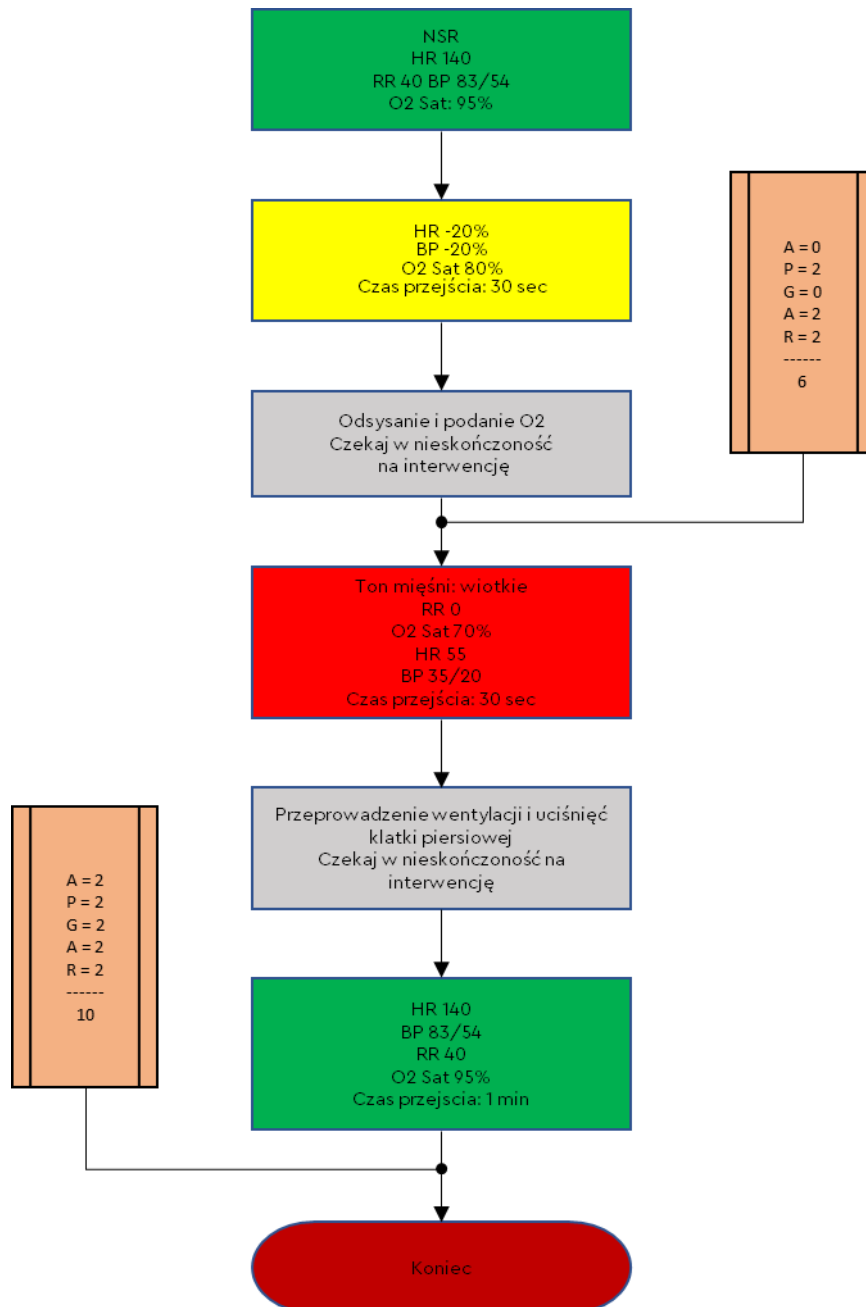 NSR
HR 140
RR 40 BP 83/54
O2 Sat: 95%
HR -20%
BP -20%
O2 Sat 80%
Czas przejścia: 30 sec
A = 0
P = 2
G = 0
A = 2
R = 2
------
6
Odsysanie i podanie O2
Czekaj w nieskończoność
na interwencję
Ton mięśni: wiotkie
RR 0
O2 Sat 70%
HR 55
BP 35/20
Czas przejścia: 30 sec
Przeprowadzenie wentylacji i uciśnięć
klatki piersiowej
Czekaj w nieskończoność na
interwencję
A = 2
P = 2
G = 2
A = 2
R = 2
------
10
HR 140
BP 83/54
RR 40
O2 Sat 95%
Czas przejscia: 1 min
Koniec